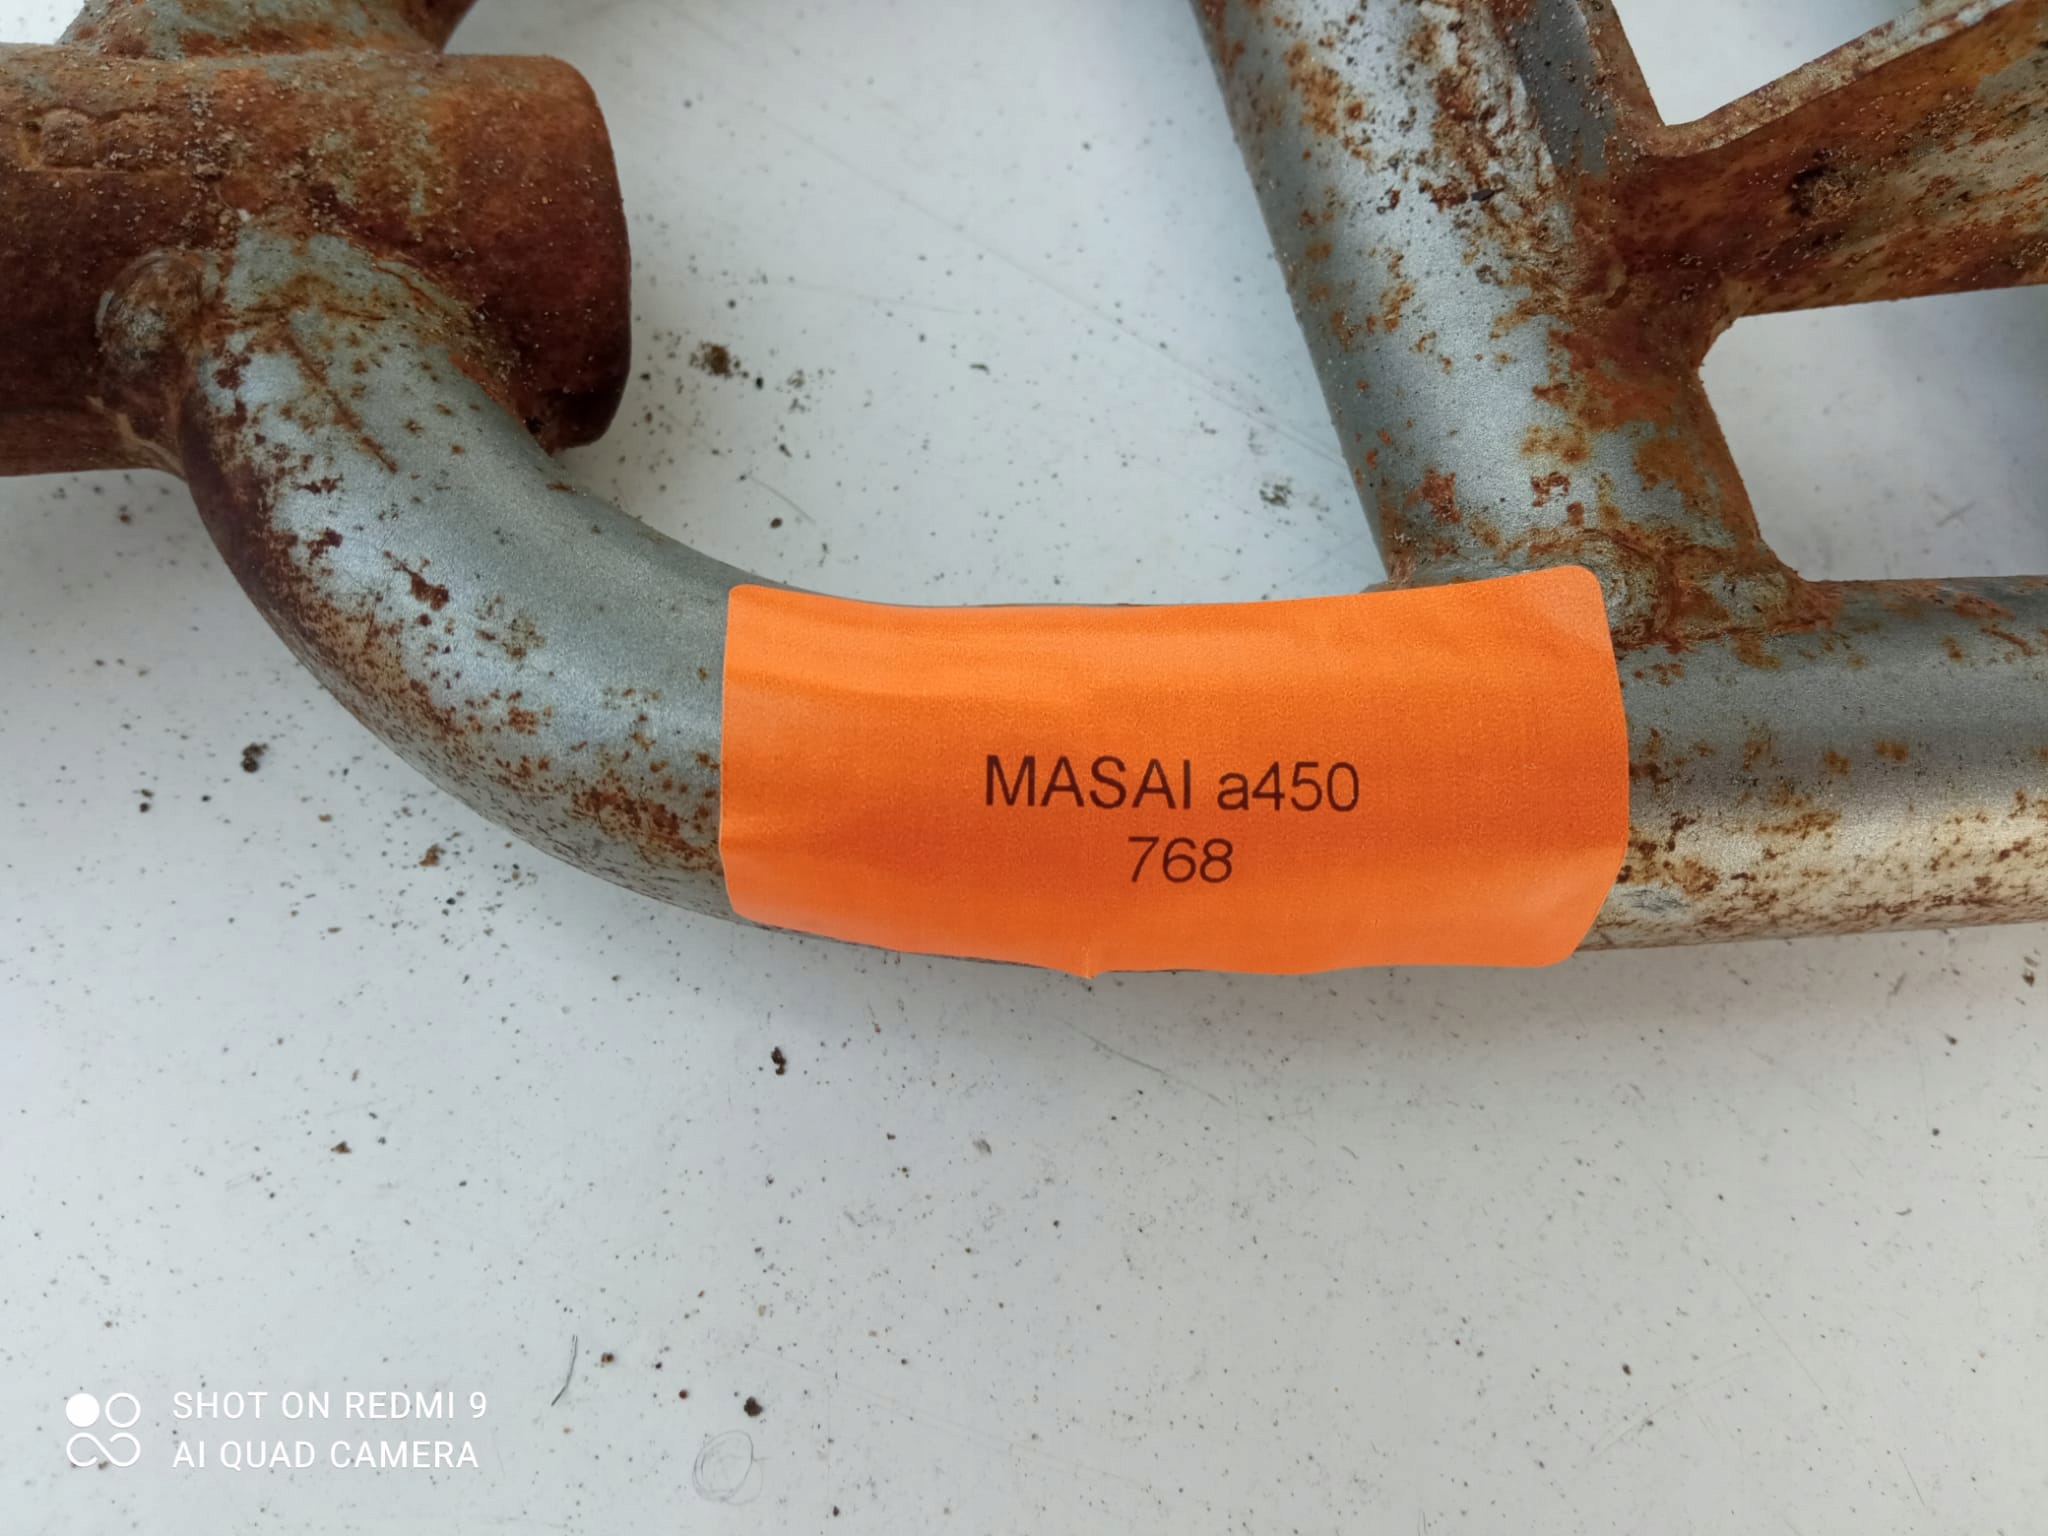 MASAI a450
768
SHOT ON REDMI 9
AI QUAD CAMERA